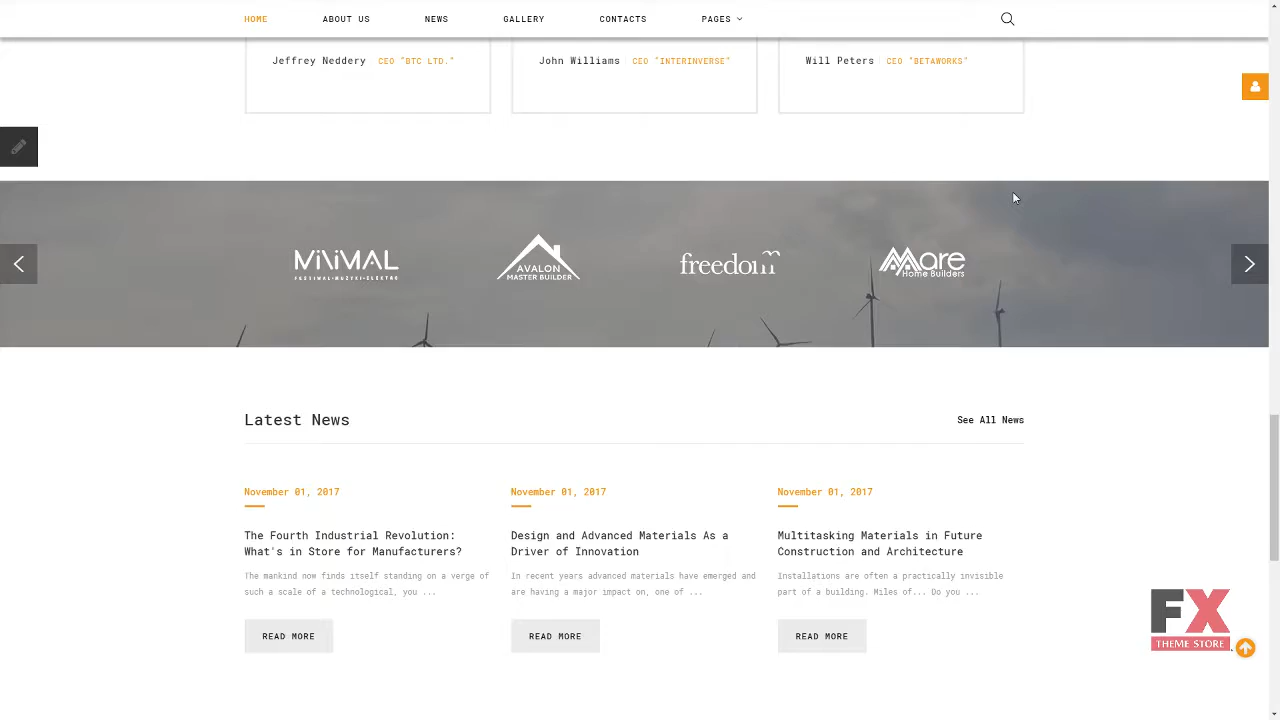 HOME ABOUT US NEWS GALLERY CONTACTS PAGES
Jeffrey Neddery CEO "BTC LTD." John Williams CEO "INTERINVERSE" Will Peters CEO "BETAWORKS"
MINIMAL
FESTIWAL·MUZYKI·ELEKTRO
AVALON
MASTER BUILDER
freedom
Mare
Home Builders
Latest News See All News
November 01, 2017 November 01, 2017 November 01, 2017
The Fourth Industrial Revolution:
What's in Store for Manufacturers?
Design and Advanced Materials As a
Driver of Innovation
Multitasking Materials in Future
Construction and Architecture
The mankind now finds itself standing on a verge of
such a scale of a technological, you ...
In recent years advanced materials have emerged and
are having a major impact on, one of ...
Installations are often a practically invisible
part of a building. Miles of... Do you ...
READ MORE READ MORE READ MORE
FX
THEME STORE